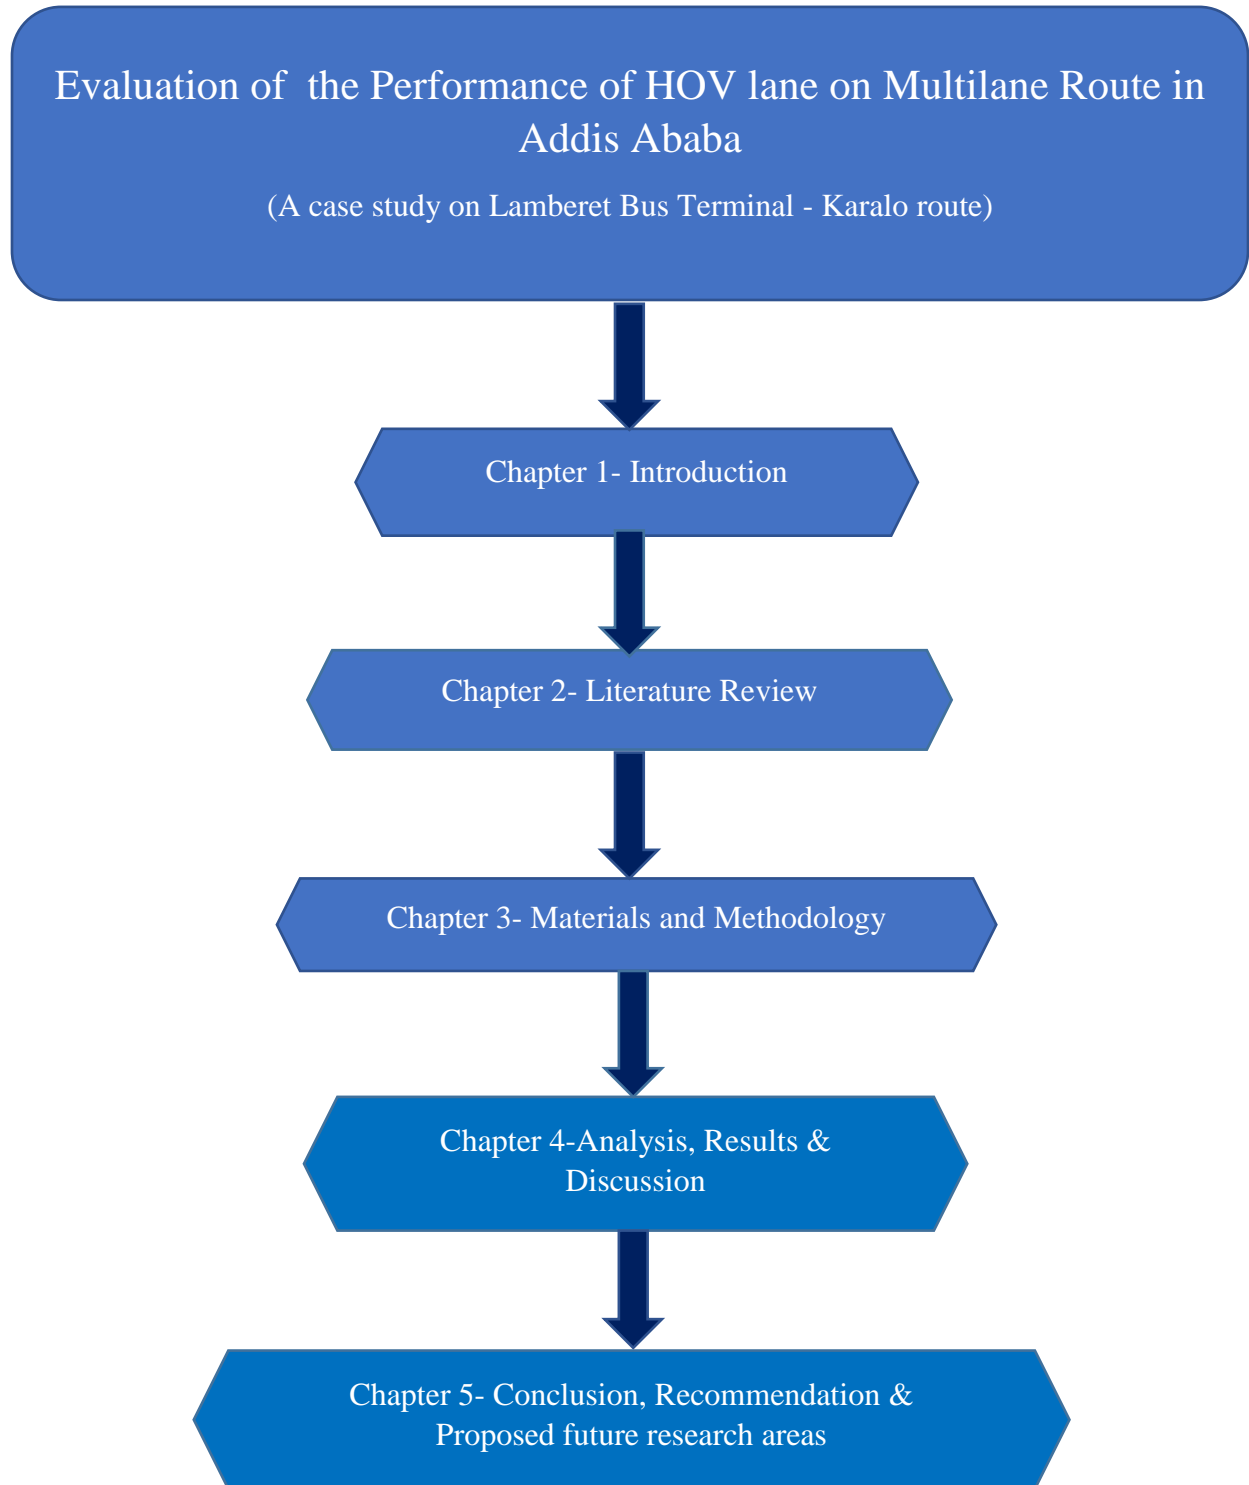 Evaluation of  the Performance of HOV lane on Multilane Route in
Addis Ababa
(A case study on Lamberet Bus Terminal - Karalo route)
Chapter 1- Introduction
Chapter 2- Literature Review
Chapter 3- Materials and Methodology
Chapter 4-Analysis, Results &
Discussion
Chapter 5- Conclusion, Recommendation &
Proposed future research areas